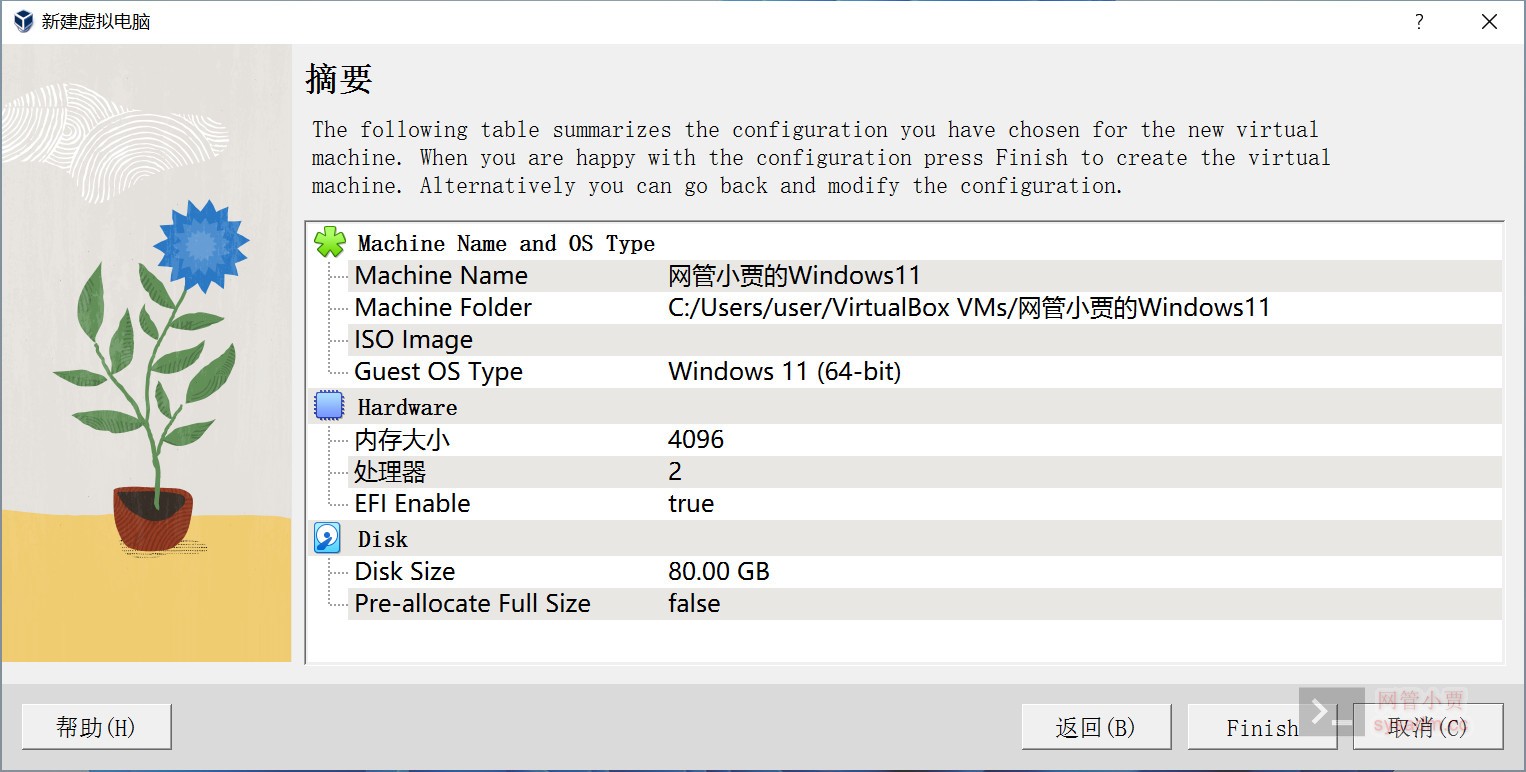 新建虚拟电脑
?
摘要
The following table summarizes the configuration you have chosen for the new virtual
machine. When you are happy with the configuration press Finish to create the virtual
machine. Alternatively you can go back and modify the configuration.
Machine Name and OS Type
Machine Name 网管小贾的Windows11
Machine Folder C:/Users/user/VirtualBox VMs/网管小贾的Windows11
ISO Image
Guest OS Type Windows 11 (64-bit)
Hardware
内存大小 4096
处理器 2
EFI Enable true
Disk
Disk Size 80.00 GB
Pre-allocate Full Size false
网管小贾
帮助(H) 返回(B) Finish 取消(C)